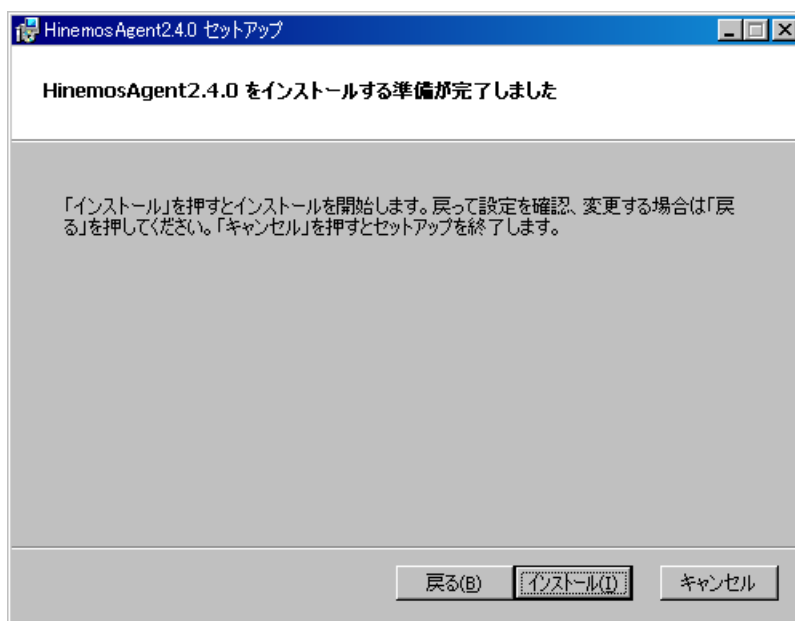 HinemosAgent2.4.0 セットアップ
HinemosAgent2.4.0 をインストールする準備が完了しました
「インストール」を押すとインストールを開始します。戻って設定を確認、変更する場合は「戻
る」を押してください。「キャンセル」を押すとセットアップを終了します。
戻る(B) インストール(I) キャンセル